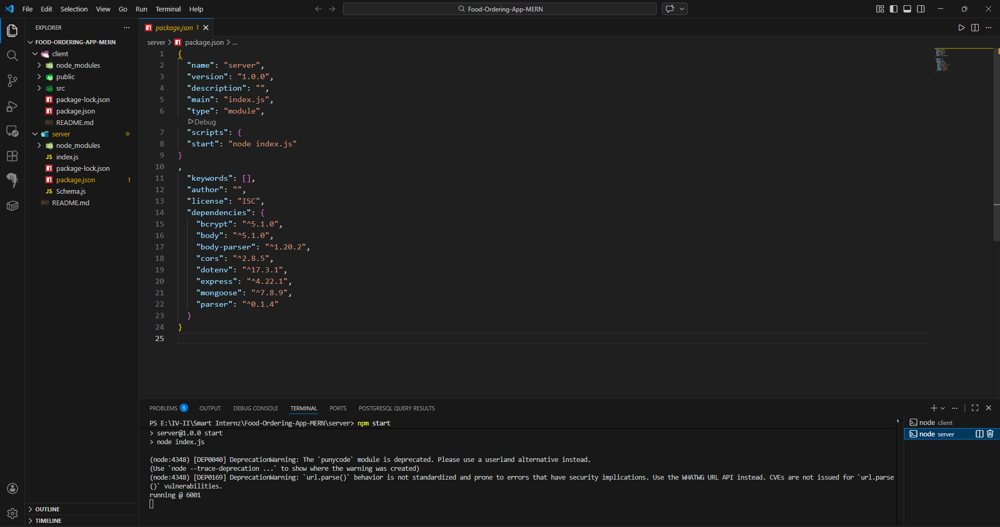 File Edit Selection View Go Run Terminal Help
Food-Ordering-App-MERN
EXPLORER
FOOD-ORDERING-APP-MERN
client
node_modules
public
src
package-lock.json
package.json
README.md
server
node_modules
JS index.js
package-lock.json
package.json 1
JS Schema.js
README.md
OUTLINE
TIMELINE
package.json 1
server > package.json > ...
1 {
2 "name": "server",
3 "version": "1.0.0",
4 "description": "",
5 "main": "index.js",
6 "type": "module",
Debug
7 "scripts": {
8 "start": "node index.js"
9 }
10 ,
11 "keywords": [],
12 "author": "",
13 "license": "ISC",
14 "dependencies": {
15 "bcrypt": "^5.1.0",
16 "body": "^5.1.0",
17 "body-parser": "^1.20.2",
18 "cors": "^2.8.5",
19 "dotenv": "^17.3.1",
20 "express": "^4.22.1",
21 "mongoose": "^7.8.9",
22 "parser": "^0.1.4"
23 }
24 }
25
PROBLEMS 1 OUTPUT DEBUG CONSOLE TERMINAL PORTS POSTGRESQL QUERY RESULTS
PS E:\IV-II\Smart Internz\Food-Ordering-App-MERN\server> npm start
> server@1.0.0 start
> node index.js
(node:4348) [DEP0040] DeprecationWarning: The `punycode` module is deprecated. Please use a userland alternative instead.
(Use `node --trace-deprecation ...` to show where the warning was created)
(node:4348) [DEP0169] DeprecationWarning: `url.parse()` behavior is not standardized and prone to errors that have security implications. Use the WHATWG URL API instead. CVEs are not issued for `url.parse
()` vulnerabilities.
running @ 6001
node client
node server